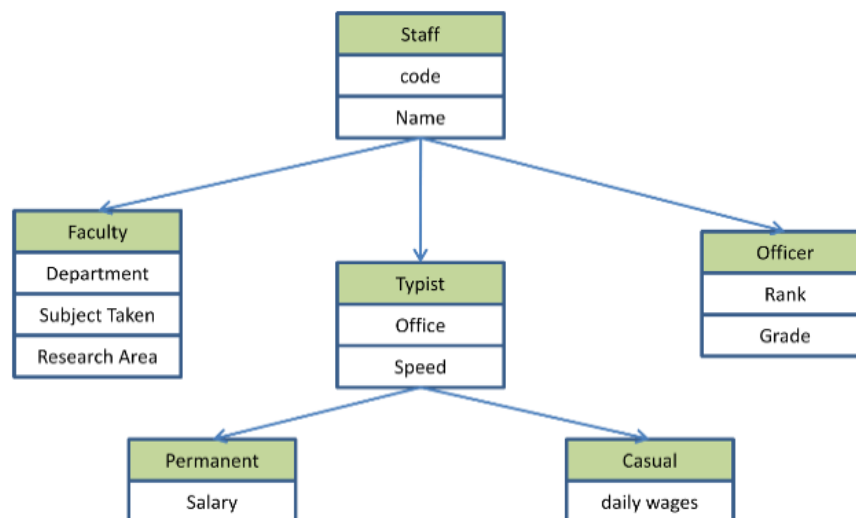 Staff
code
Name
Faculty
Department
Subject Taken
Research Area
Typist
Office
Speed
Officer
Rank
Grade
Permanent
Salary
Casual
daily wages